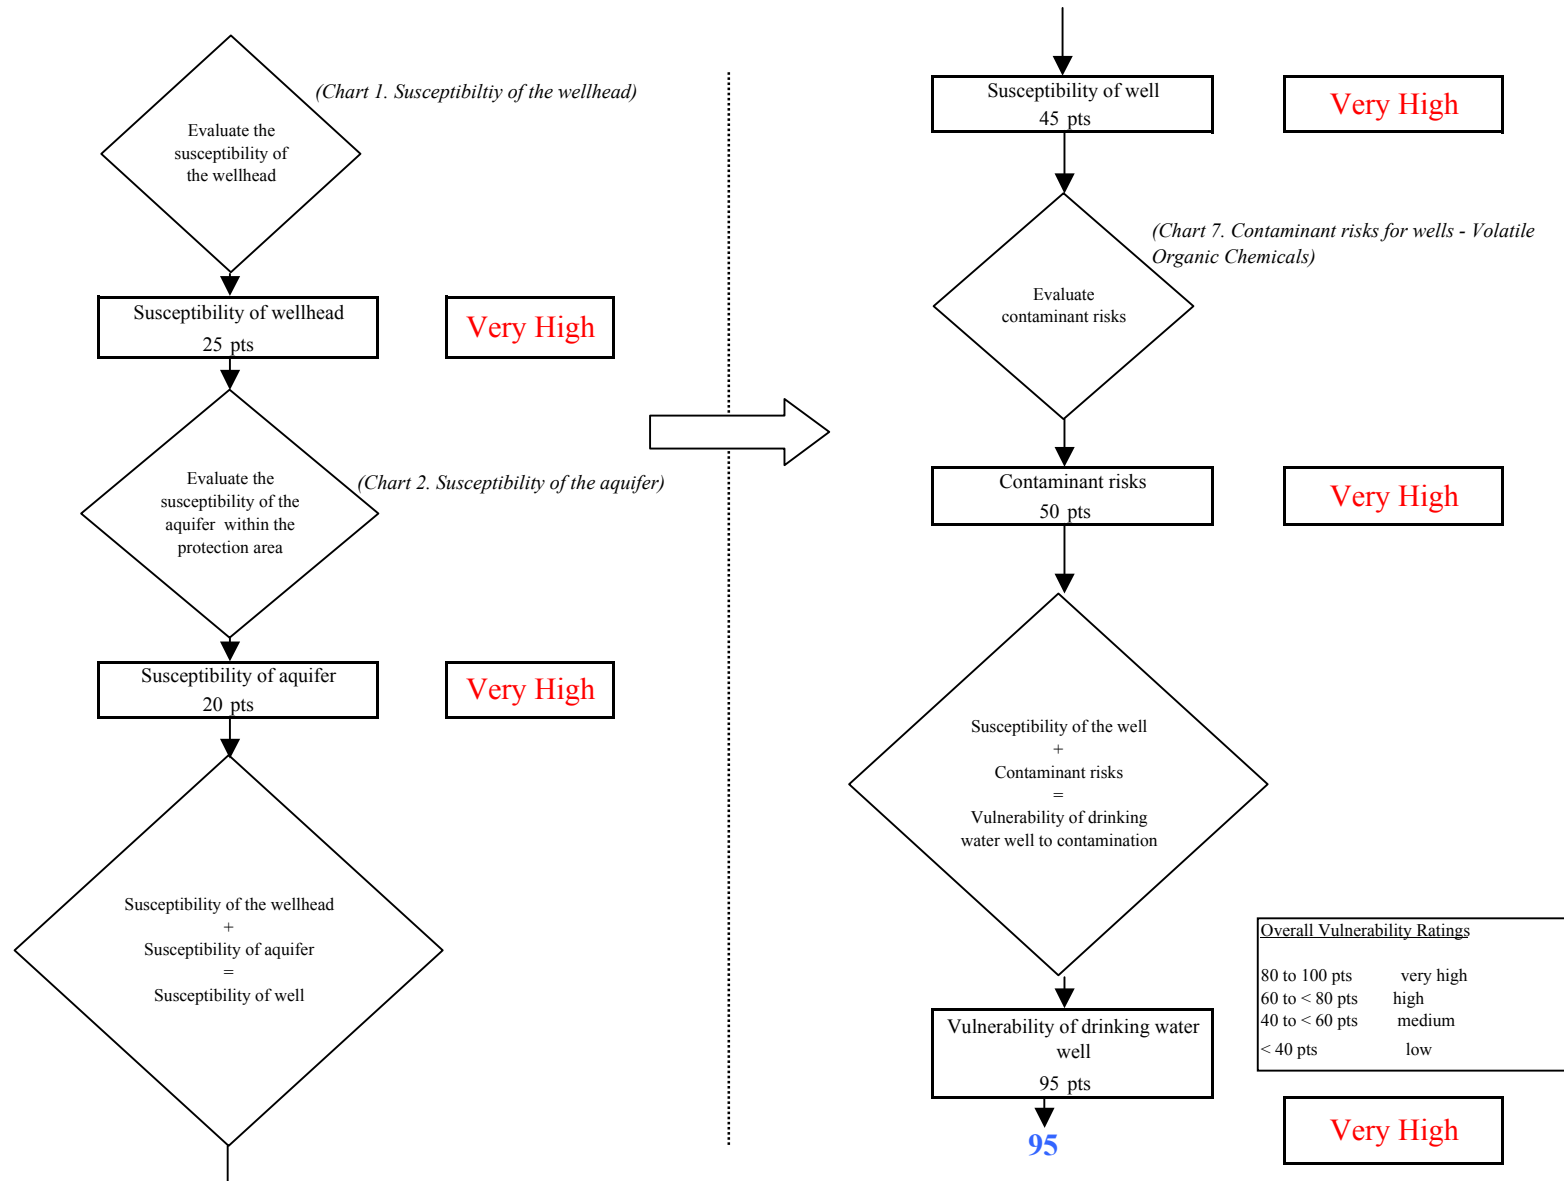 (Chart 1. Susceptibiltiy of the wellhead)
Evaluate the
susceptibility of
the wellhead
Susceptibility of wellhead
25 pts
Very High
(Chart 2. Susceptibility of the aquifer)
Evaluate the
susceptibility of the
aquifer within the
protection area
Susceptibility of aquifer
20 pts
Very High
Susceptibility of the wellhead
+
Susceptibility of aquifer
=
Susceptibility of well
Susceptibility of well
45 pts
Very High
(Chart 7. Contaminant risks for wells - Volatile
Organic Chemicals)
Evaluate
contaminant risks
Contaminant risks
50 pts
Very High
Susceptibility of the well
+
Contaminant risks
=
Vulnerability of drinking
water well to contamination
Overall Vulnerability Ratings
80 to 100 pts very high
60 to < 80 pts high
40 to < 60 pts medium
< 40 pts low
Vulnerability of drinking water
well
95 pts
95
Very High